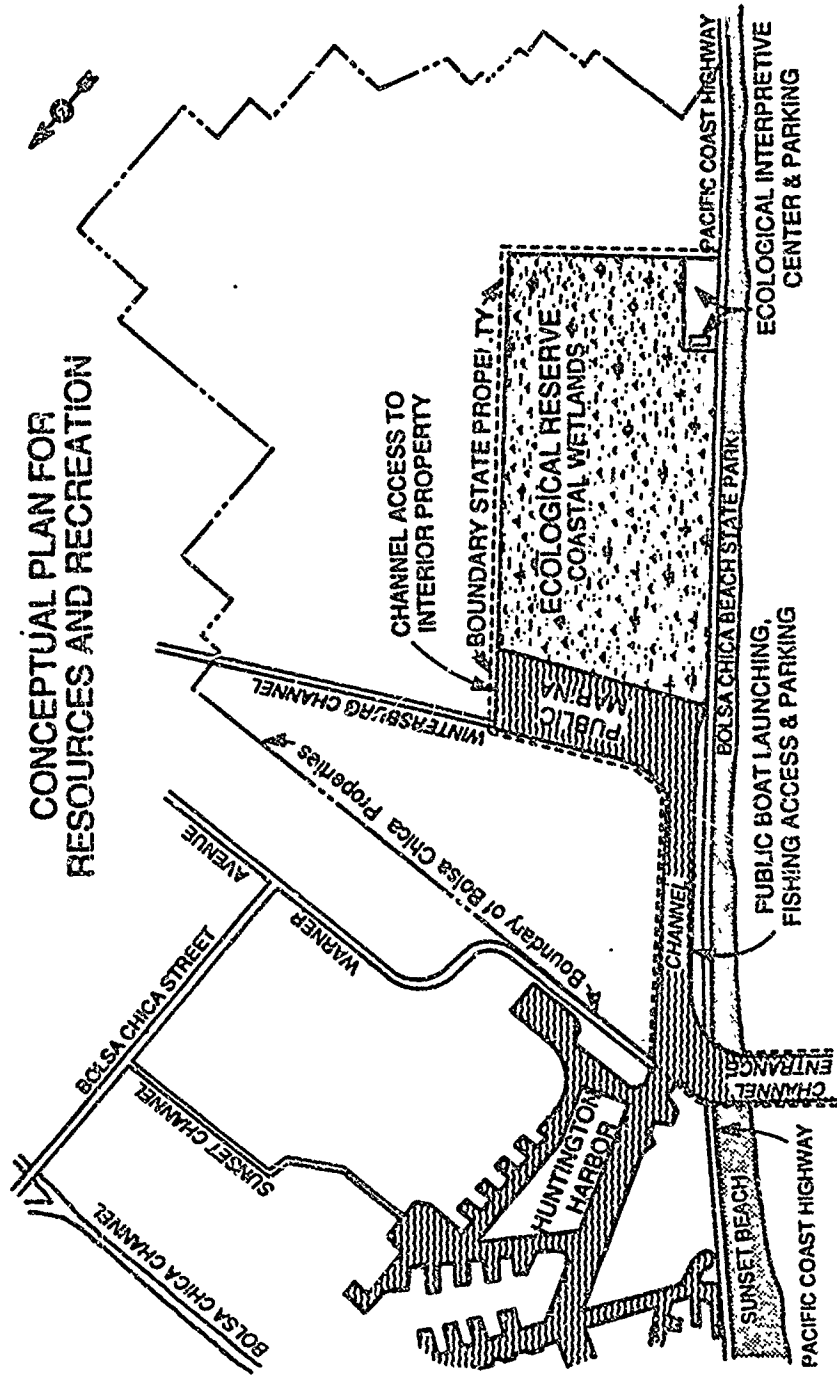 CONCEPTUAL PLAN FOR
RESOURCES AND RECREATION
BOLSA CHICA STREET
AVENUE
WARNER
BOLSA CHICA CHANNEL
SUNSET CHANNEL
WINTERSBURG CHANNEL
Boundary of Bolsa Chica Properties
CHANNEL ACCESS TO
INTERIOR PROPERTY
BOUNDARY STATE PROPERTY
HUNTINGTON
HARBOR
PUBLIC
MARINA
ECOLOGICAL RESERVE
COASTAL WETLANDS
CHANNEL
PACIFIC COAST HIGHWAY
SUNSET BEACH
CHANNEL
ENTRANCE
BOLSA CHICA BEACH STATE PARK
PACIFIC COAST HIGHWAY
PUBLIC BOAT LAUNCHING,
FISHING ACCESS & PARKING
ECOLOGICAL INTERPRETIVE
CENTER & PARKING